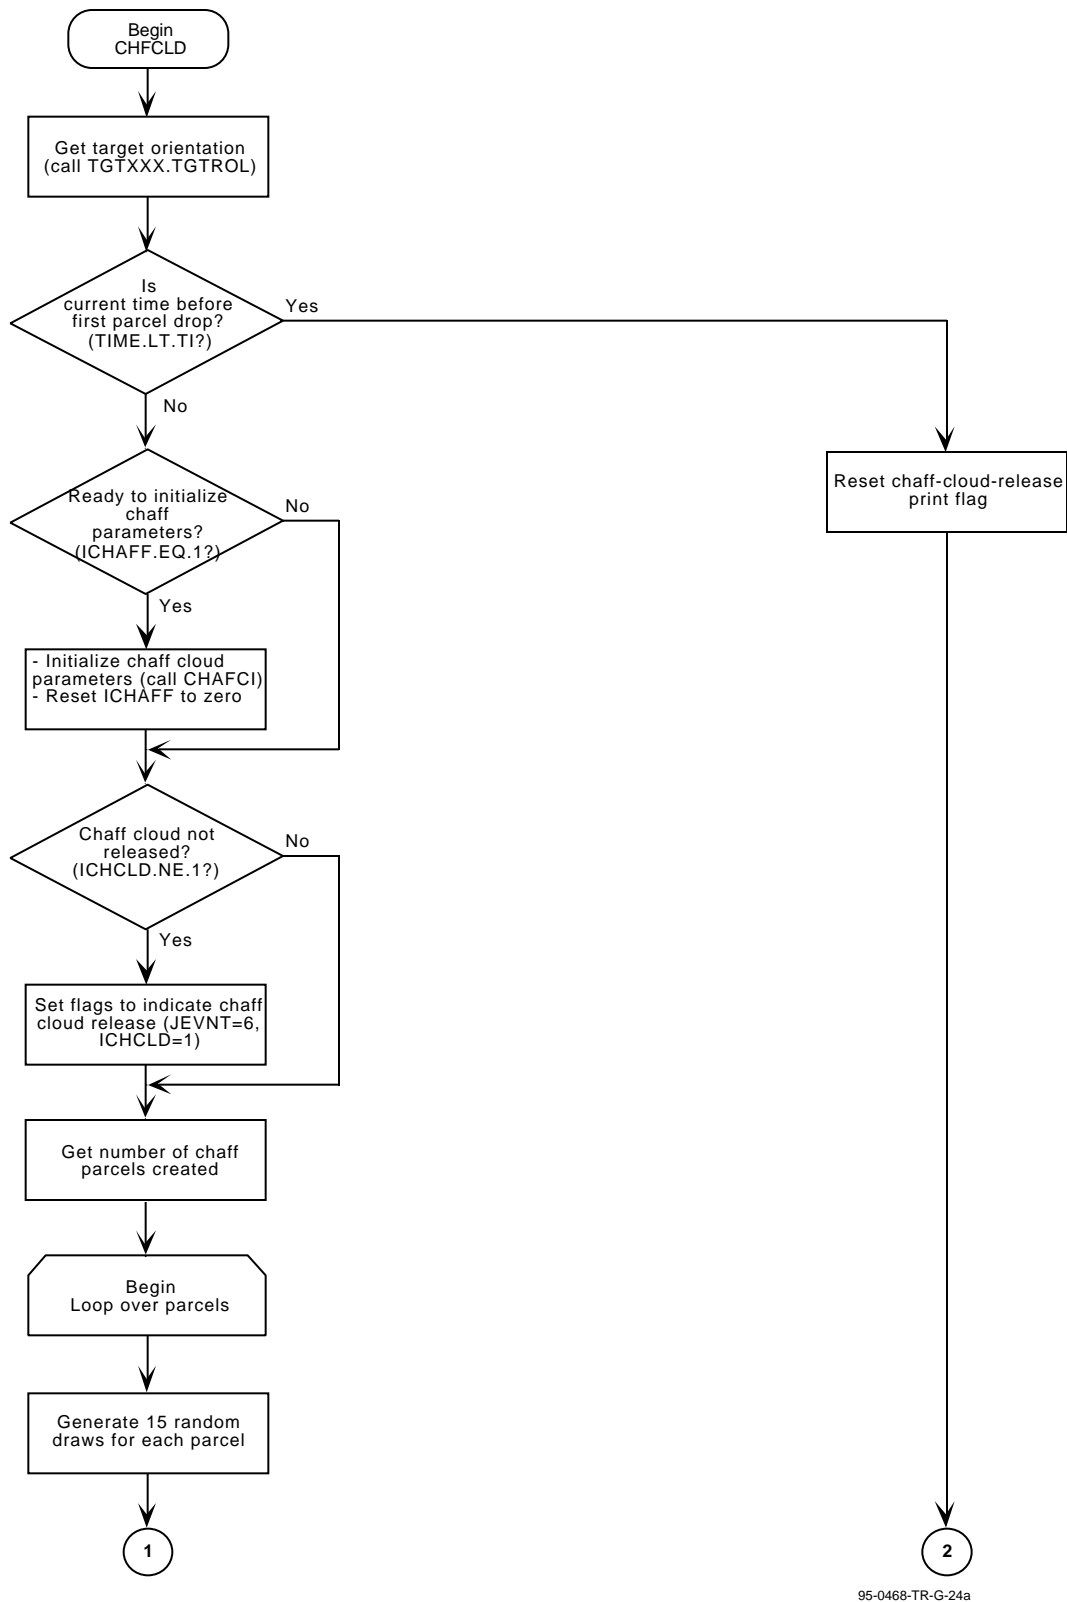 Begin
CHFCLD
Get target orientation
(call TGTXXX.TGTROL)
Is
current time before
first parcel drop?
(TIME.LT.TI?)
Yes
No
Ready to initialize
chaff
parameters?
(ICHAFF.EQ.1?)
No
Reset chaff-cloud-release
print flag
Yes
- Initialize chaff cloud
parameters (call CHAFCI)
- Reset ICHAFF to zero
Chaff cloud not
released?
(ICHCLD.NE.1?)
No
Yes
Set flags to indicate chaff
cloud release (JEVNT=6,
ICHCLD=1)
Get number of chaff
parcels created
Begin
Loop over parcels
Generate 15 random
draws for each parcel
1
2
95-0468-TR-G-24a